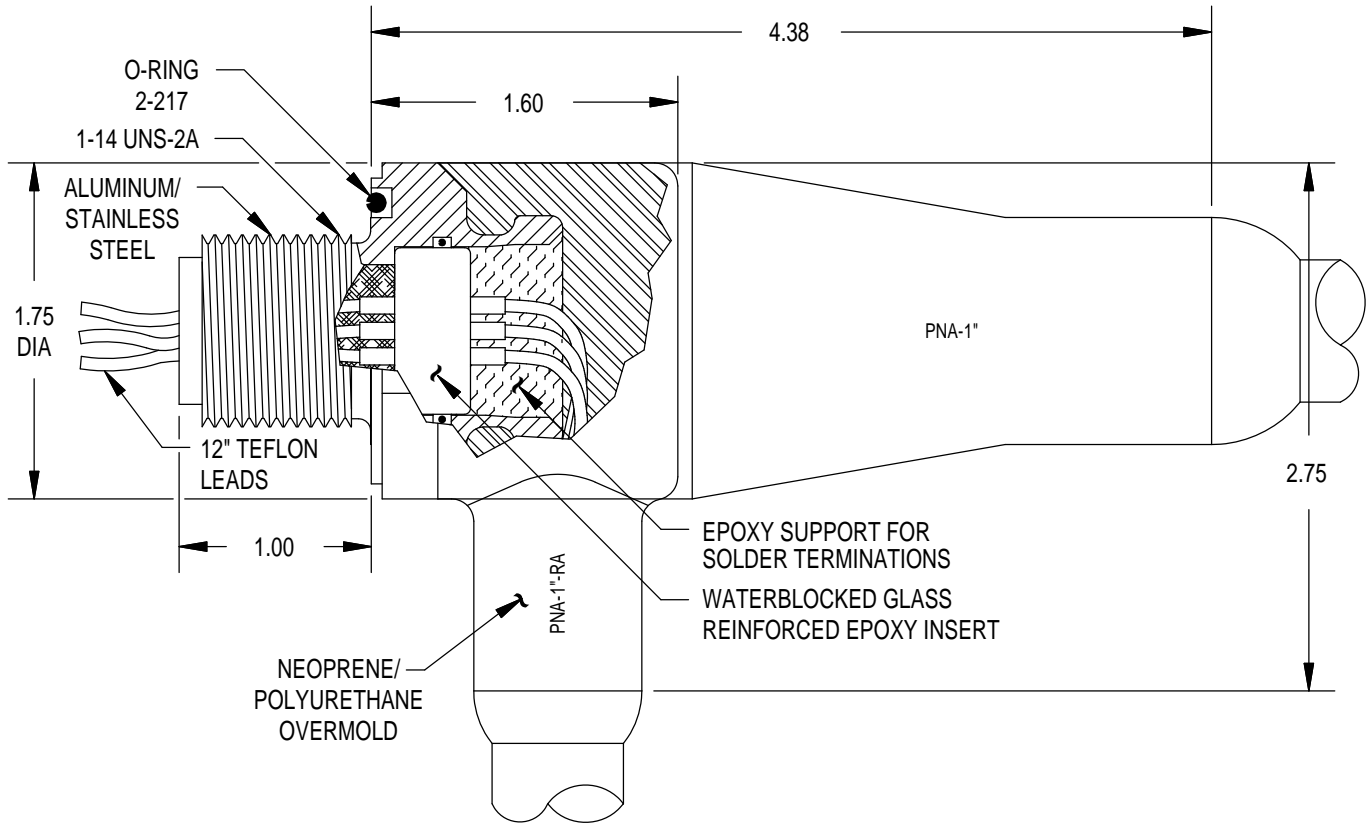 4.38
O-RING
2-217
1.60
1-14 UNS-2A
ALUMINUM/
STAINLESS
STEEL
1.75
DIA
PNA-1"
12" TEFLON
LEADS
2.75
1.00
EPOXY SUPPORT FOR
SOLDER TERMINATIONS
WATERBLOCKED GLASS
REINFORCED EPOXY INSERT
PNA-1"-RA
NEOPRENE/
POLYURETHANE
OVERMOLD